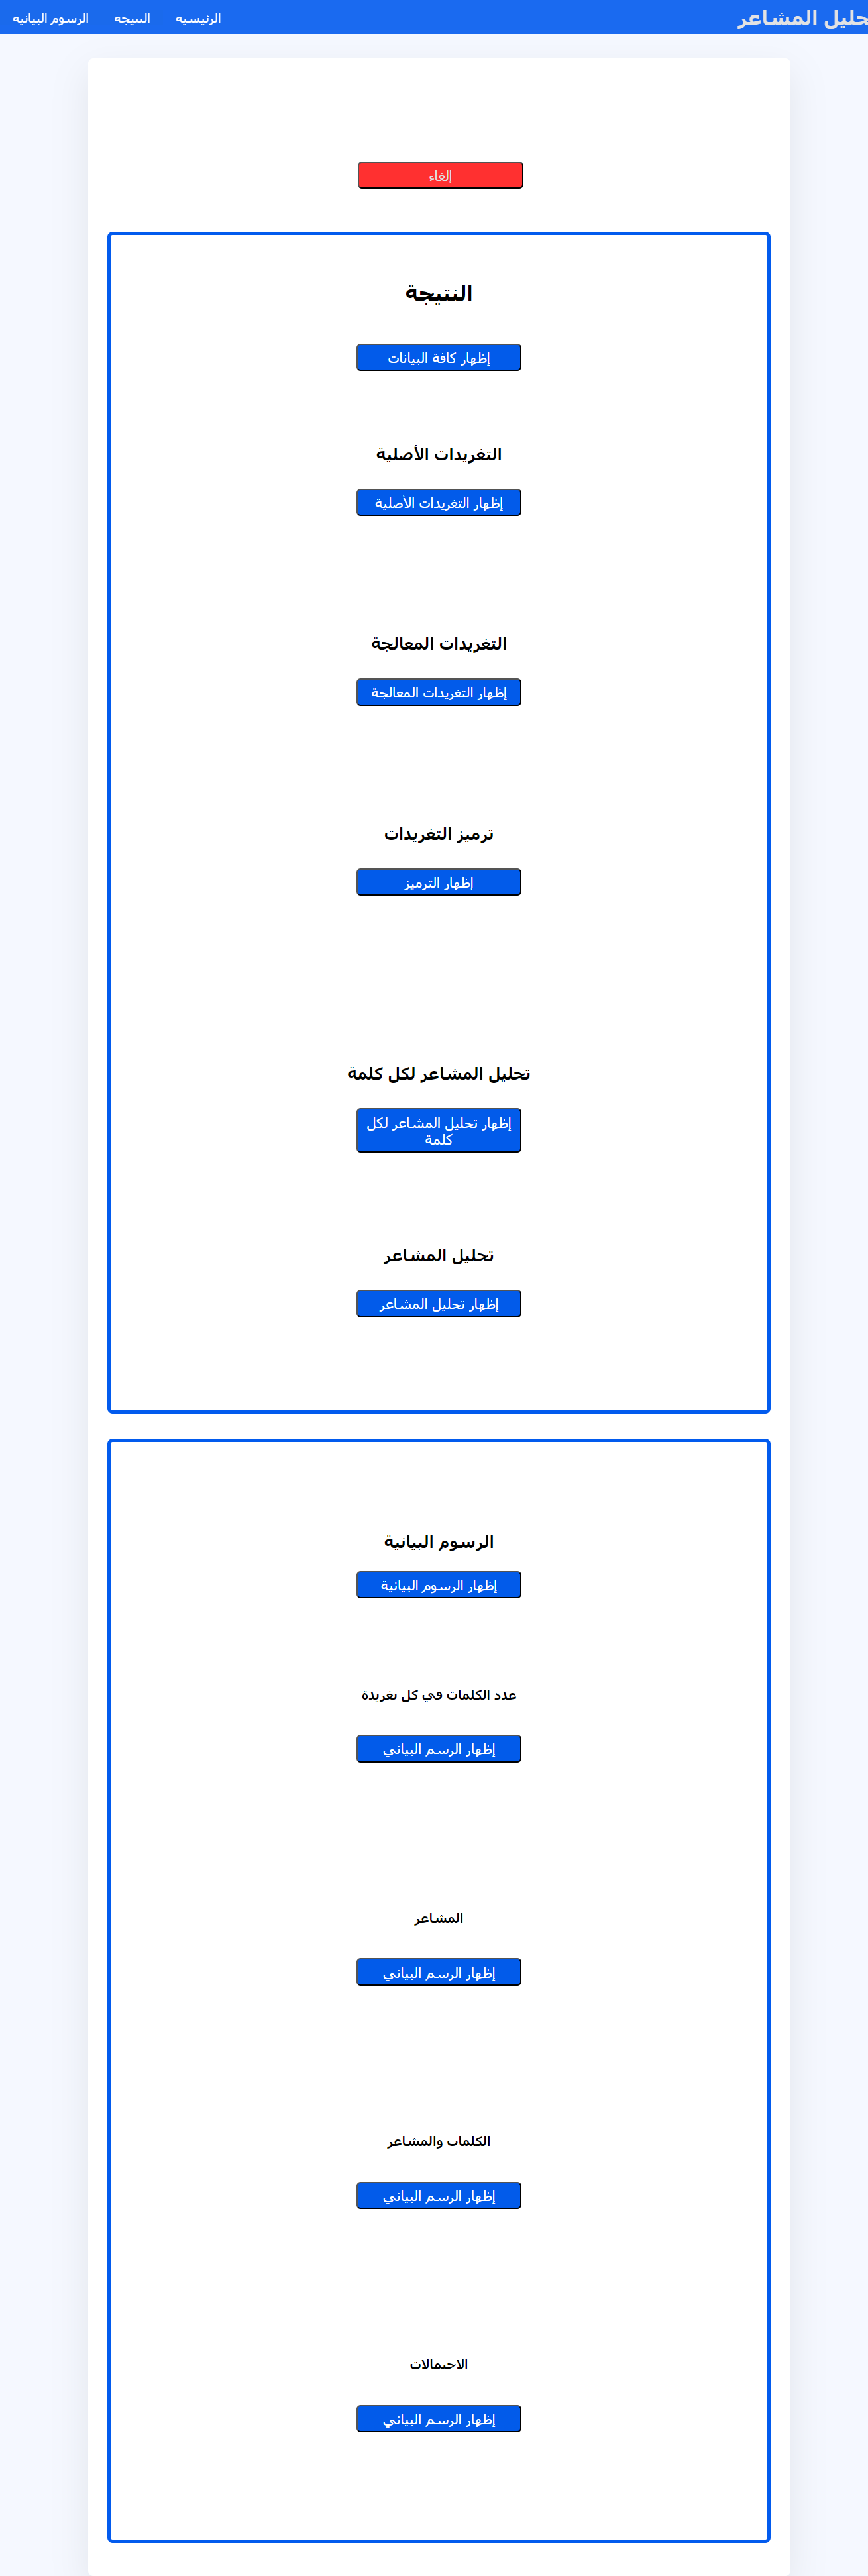 تحليل المشاعر
الرئيسية
النتيجة
الرسوم البيانية
إلغاء
النتيجة
إظهار كافة البيانات
التغريدات الأصلية
إظهار التغريدات الأصلية
التغريدات المعالجة
إظهار التغريدات المعالجة
ترميز التغريدات
إظهار الترميز
تحليل المشاعر لكل كلمة
إظهار تحليل المشاعر لكل
كلمة
تحليل المشاعر
إظهار تحليل المشاعر
الرسوم البيانية
إظهار الرسوم البيانية
عدد الكلمات في كل تغريدة
إظهار الرسم البياني
المشاعر
إظهار الرسم البياني
الكلمات والمشاعر
إظهار الرسم البياني
الاحتمالات
إظهار الرسم البياني